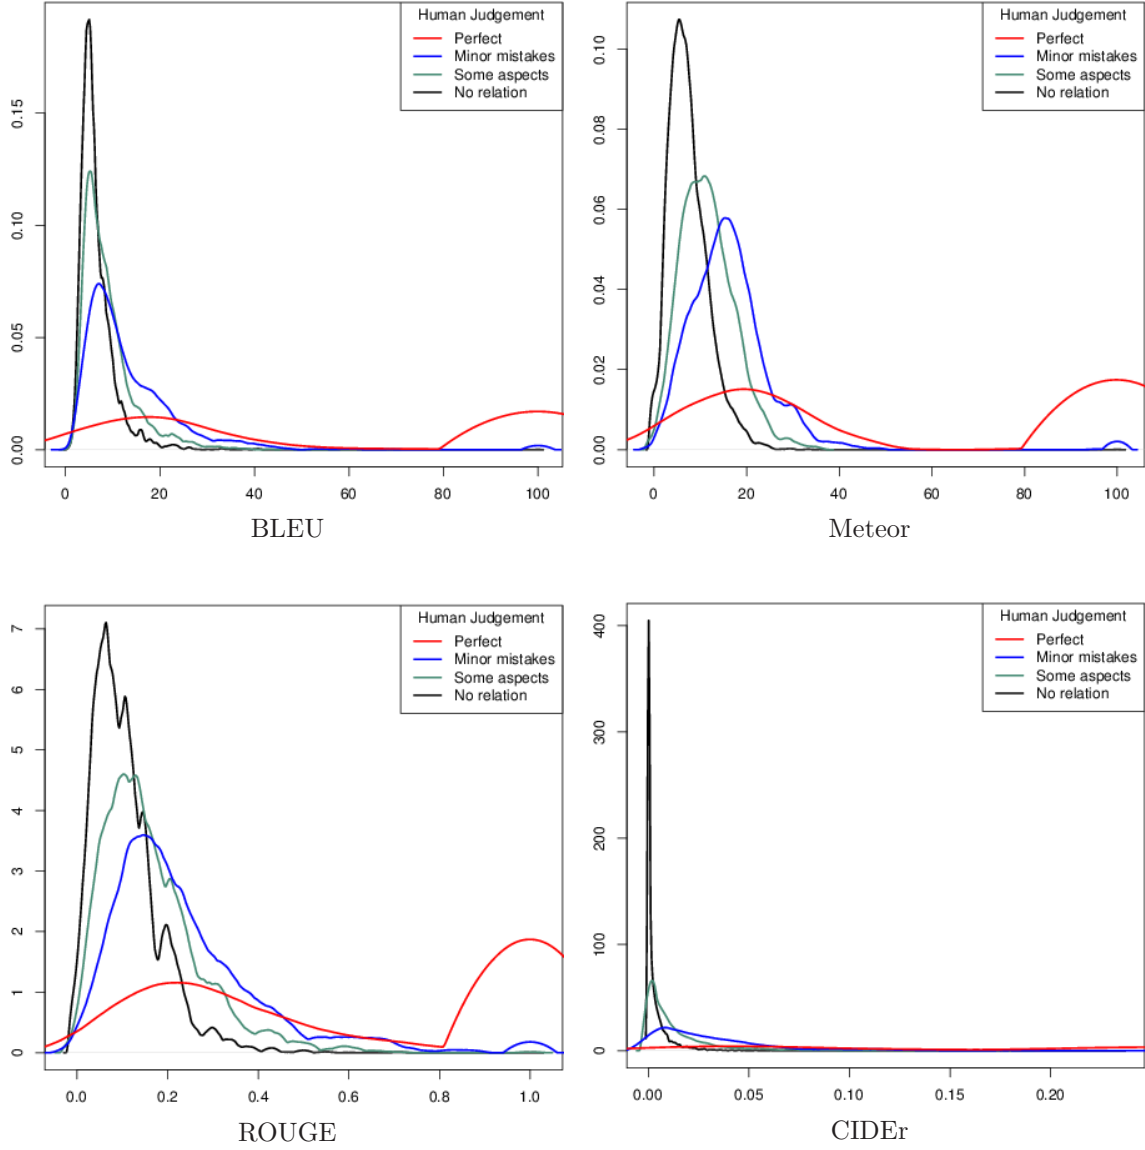 Human Judgement
Perfect
Minor mistakes
Some aspects
No relation
0.00 0.05 0.10 0.15
0 20 40 60 80 100
BLEU
Human Judgement
Perfect
Minor mistakes
Some aspects
No relation
0.00 0.02 0.04 0.06 0.08 0.10
0 20 40 60 80 100
Meteor
Human Judgement
Perfect
Minor mistakes
Some aspects
No relation
0 1 2 3 4 5 6 7
0.0 0.2 0.4 0.6 0.8 1.0
ROUGE
Human Judgement
Perfect
Minor mistakes
Some aspects
No relation
0 100 200 300 400
0.00 0.05 0.10 0.15 0.20
CIDEr